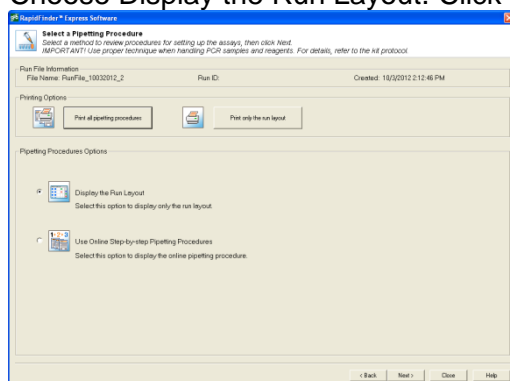 Choose Display the Run Layout. Click
RapidFinder™ Express Software
Select a Pipetting Procedure
Select a method to review procedures for setting up the assays, then click Next.
IMPORTANT! Use proper technique when handling PCR samples and reagents. For details, refer to the kit protocol.
Run File Information
File Name: RunFile_10032012_2 Run ID: Created: 10/3/2012 2:12:46 PM
Printing Options
Print all pipetting procedures Print only the run layout
Pipetting Procedures Options
Display the Run Layout
Select this option to display only the run layout.
1-2-3
Use Online Step-by-step Pipetting Procedures
Select this option to display the online pipetting procedure.
< Back Next > Close Help